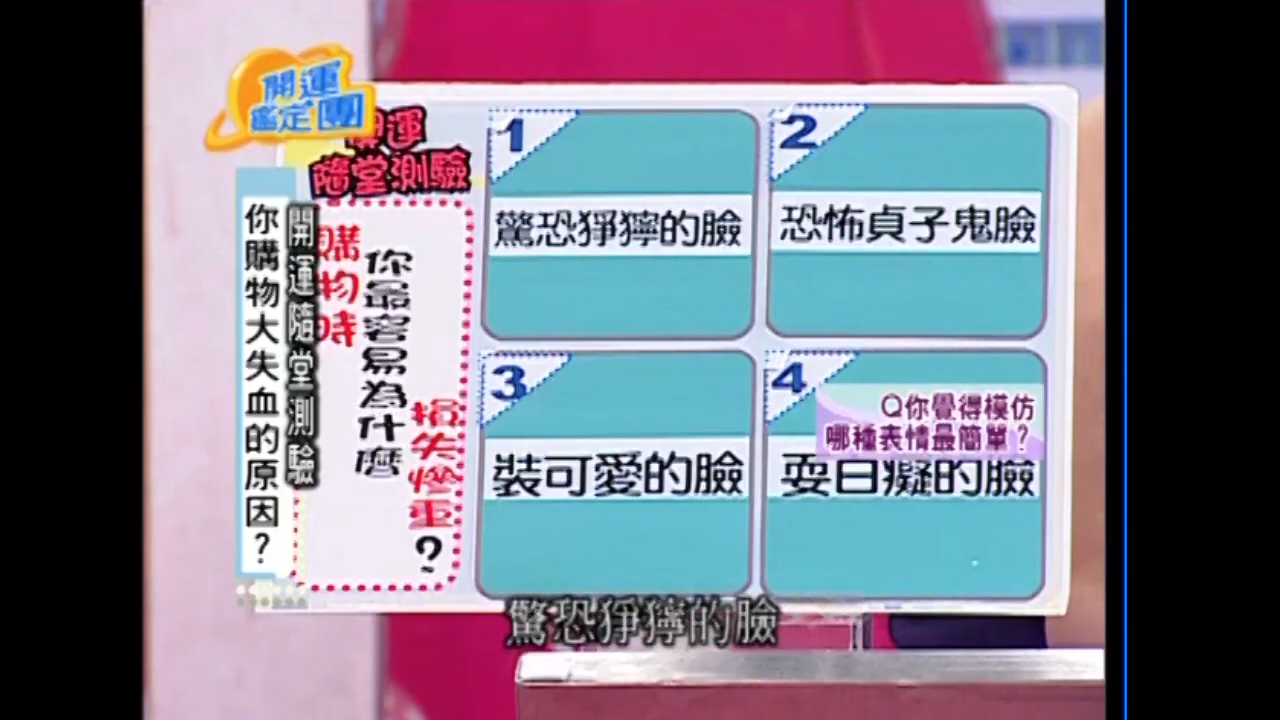 開運
鑑定團
開運
隨堂測驗
你購物大失血的原因？
開運隨堂測驗
購物時
你最容易為什麼
損失慘重？
1
驚恐猙獰的臉
2
恐怖貞子鬼臉
3
裝可愛的臉
4
耍白癡的臉
Q你覺得模仿
哪種表情最簡單？
驚恐猙獰的臉